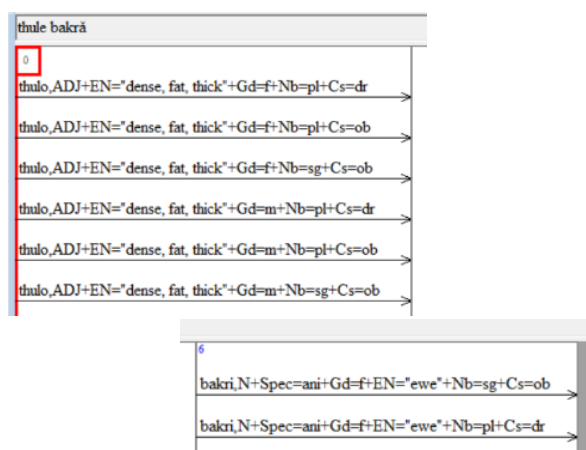 thule bakră
0
thulo,ADJ+EN="dense, fat, thick"+Gd=f+Nb=pl+Cs=dr
thulo,ADJ+EN="dense, fat, thick"+Gd=f+Nb=pl+Cs=ob
thulo,ADJ+EN="dense, fat, thick"+Gd=f+Nb=sg+Cs=ob
thulo,ADJ+EN="dense, fat, thick"+Gd=m+Nb=pl+Cs=dr
thulo,ADJ+EN="dense, fat, thick"+Gd=m+Nb=pl+Cs=ob
thulo,ADJ+EN="dense, fat, thick"+Gd=m+Nb=sg+Cs=ob
6
bakri,N+Spec=ani+Gd=f+EN="ewe"+Nb=sg+Cs=ob
bakri,N+Spec=ani+Gd=f+EN="ewe"+Nb=pl+Cs=dr